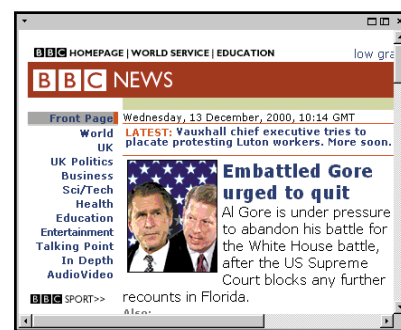 BBC HOMEPAGE | WORLD SERVICE | EDUCATION
low gra
BBC NEWS
Front Page
World
UK
UK Politics
Business
Sci/Tech
Health
Education
Entertainment
Talking Point
In Depth
AudioVideo
BBC SPORT>>
Wednesday, 13 December, 2000, 10:14 GMT
LATEST: Vauxhall chief executive tries to
placate protesting Luton workers. More soon.
Embattled Gore
urged to quit
Al Gore is under pressure
to abandon his battle for
the White House battle,
after the US Supreme
Court blocks any further
recounts in Florida.
Also: